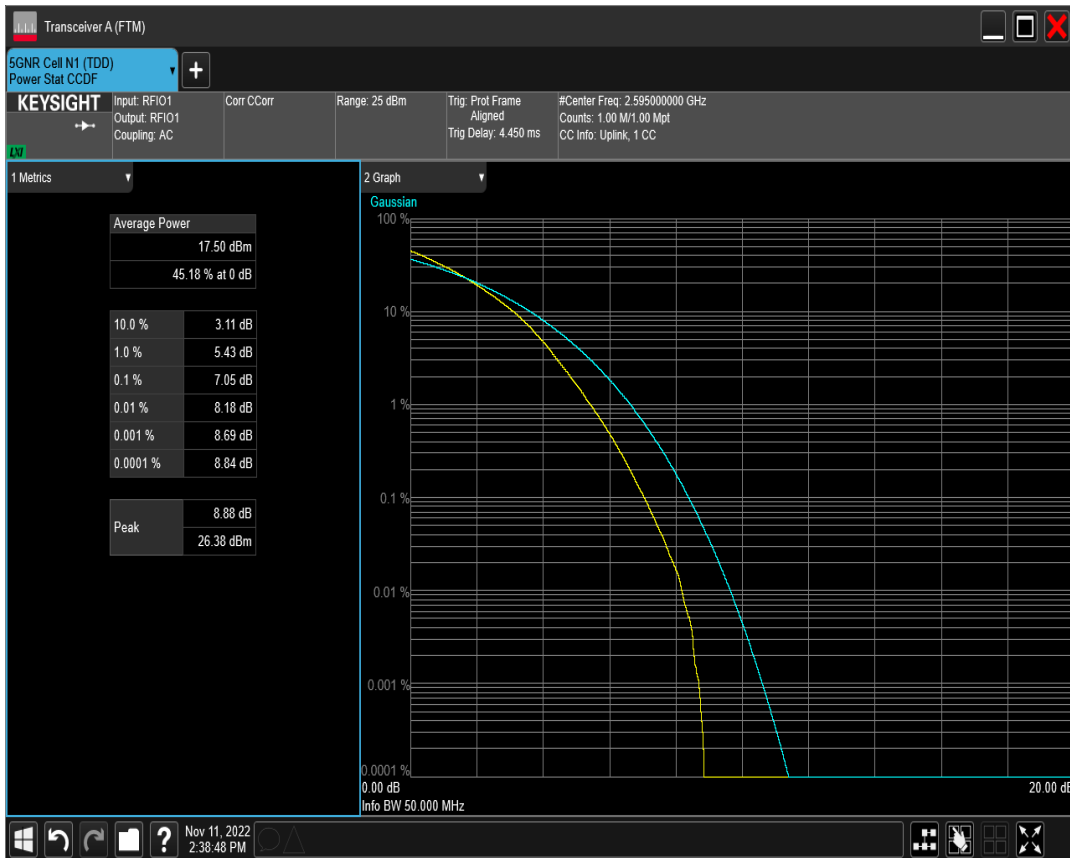 Transceiver A (FTM)
5GNR Cell N1 (TDD)
Power Stat CCDF
KEYSIGHT
LXI
Input: RFIO1
Output: RFIO1
Coupling: AC
Corr CCorr
Range: 25 dBm
Trig: Prot Frame
Aligned
Trig Delay: 4.450 ms
#Center Freq: 2.595000000 GHz
Counts: 1.00 M/1.00 Mpt
CC Info: Uplink, 1 CC
1 Metrics
Average Power
17.50 dBm
45.18 % at 0 dB
10.0 % 3.11 dB
1.0 % 5.43 dB
0.1 % 7.05 dB
0.01 % 8.18 dB
0.001 % 8.69 dB
0.0001 % 8.84 dB
Peak
8.88 dB
26.38 dBm
2 Graph
Gaussian
100 %
10 %
1 %
0.1 %
0.01 %
0.001 %
0.0001 %
0.00 dB 20.00 dB
Info BW 50.000 MHz
?
Nov 11, 2022
2:38:48 PM